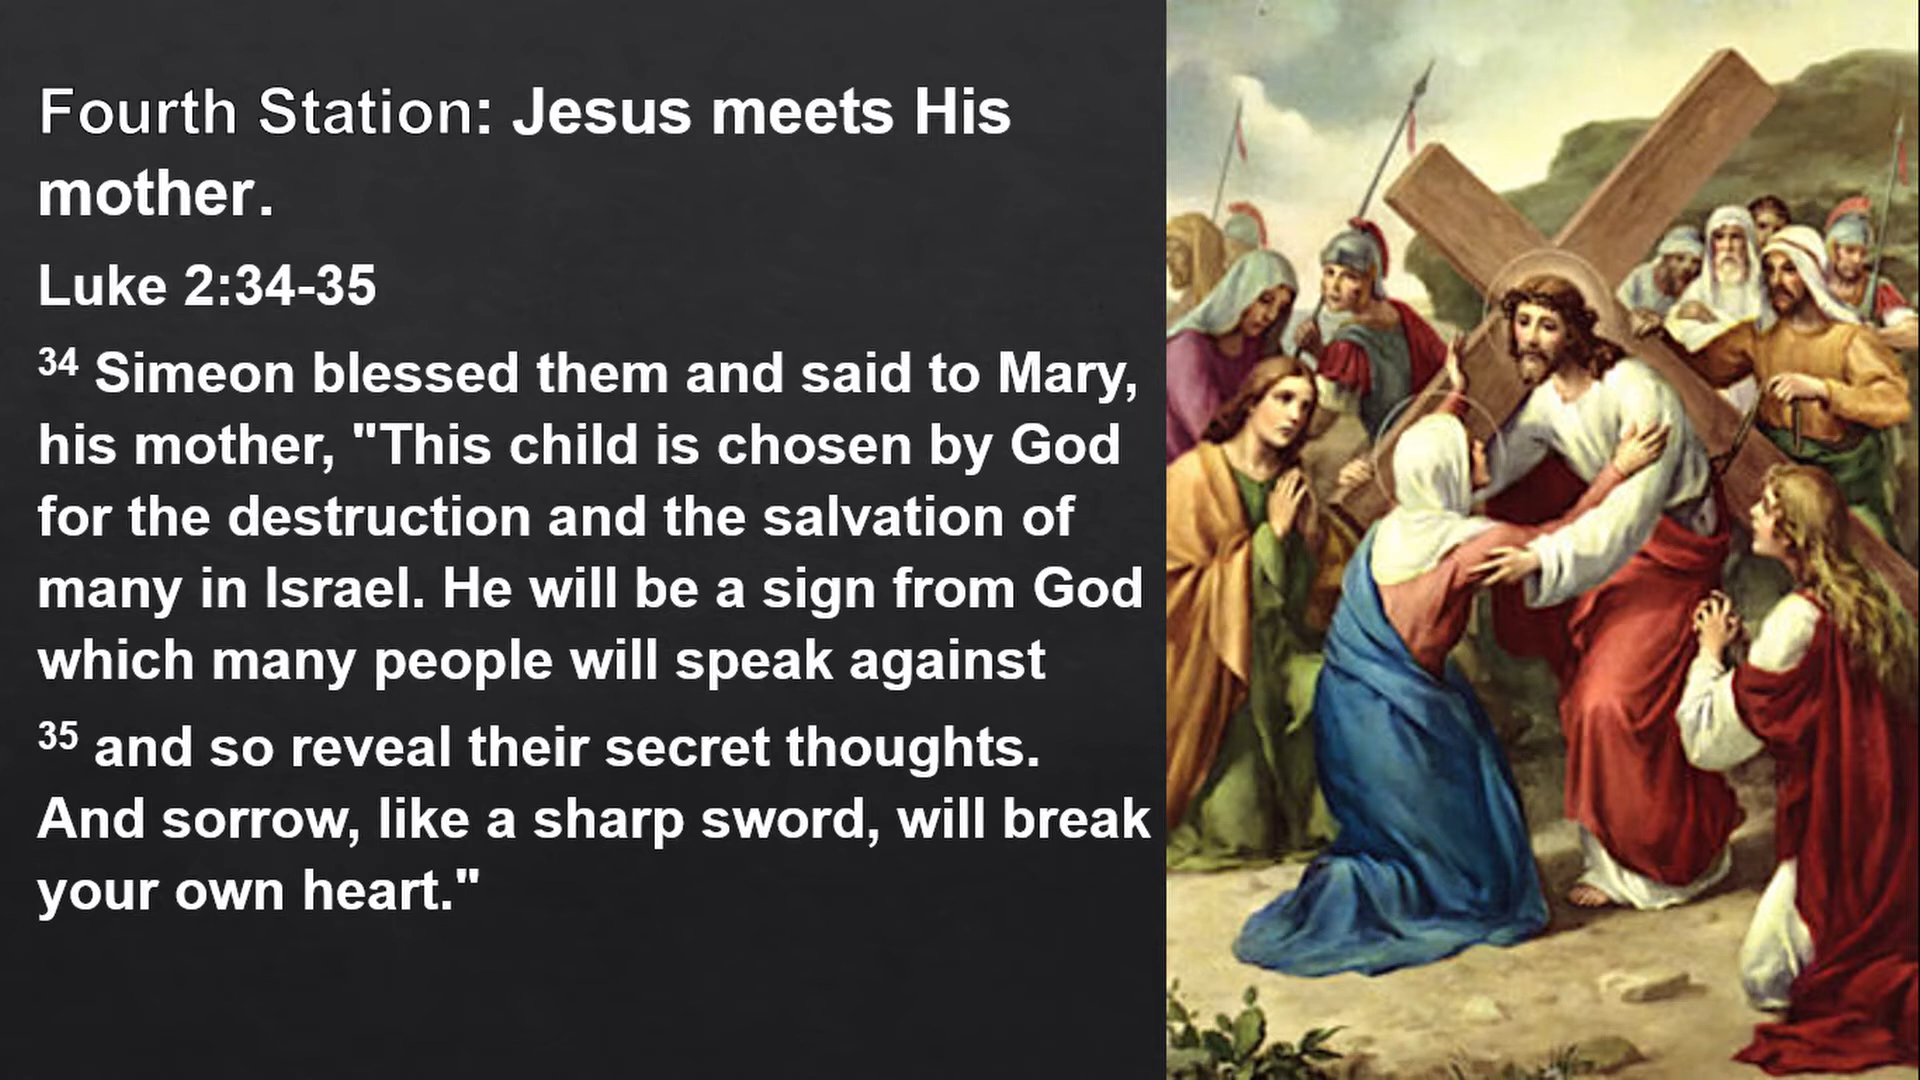 Fourth Station: Jesus meets His
mother.
Luke 2:34-35
34 Simeon blessed them and said to Mary,
his mother, "This child is chosen by God
for the destruction and the salvation of
many in Israel. He will be a sign from God
which many people will speak against
35 and so reveal their secret thoughts.
And sorrow, like a sharp sword, will break
your own heart."